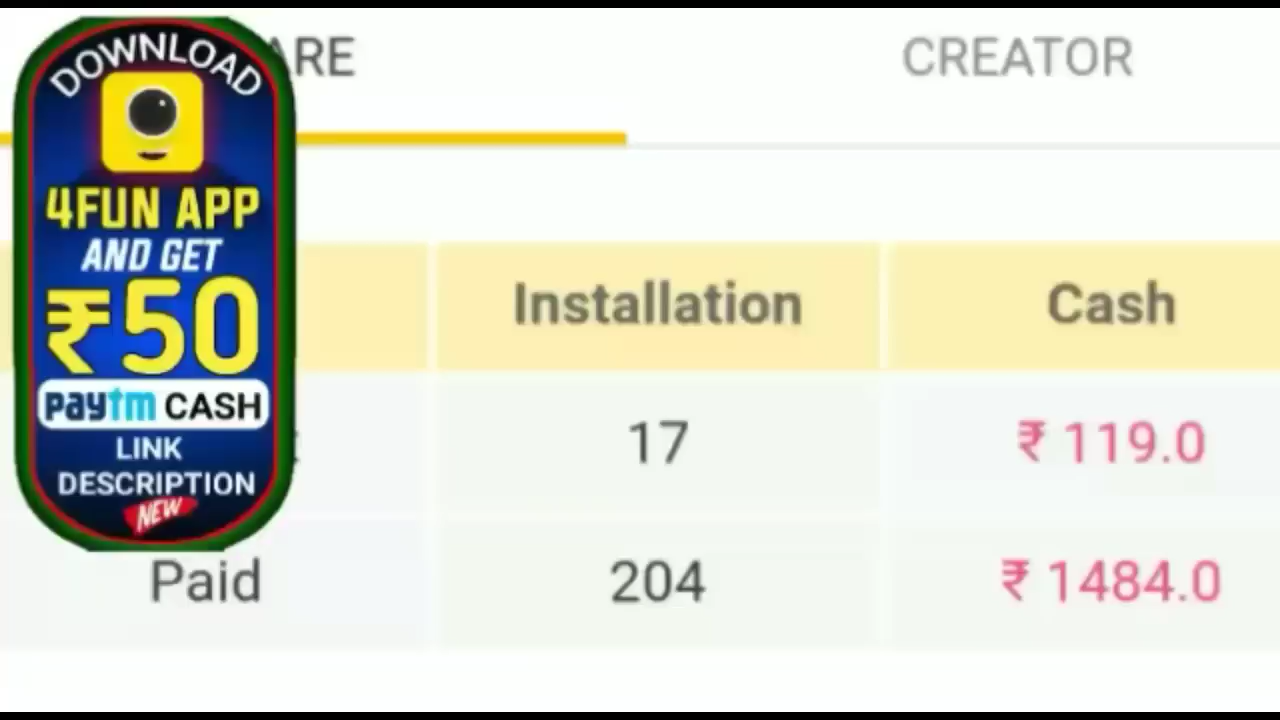 DOWNLOAD
4FUN APP
AND GET
₹50
paytm CASH
LINK
DESCRIPTION
NEW
ARE
CREATOR
Installation
Cash
17
₹ 119.0
Paid
204
₹ 1484.0